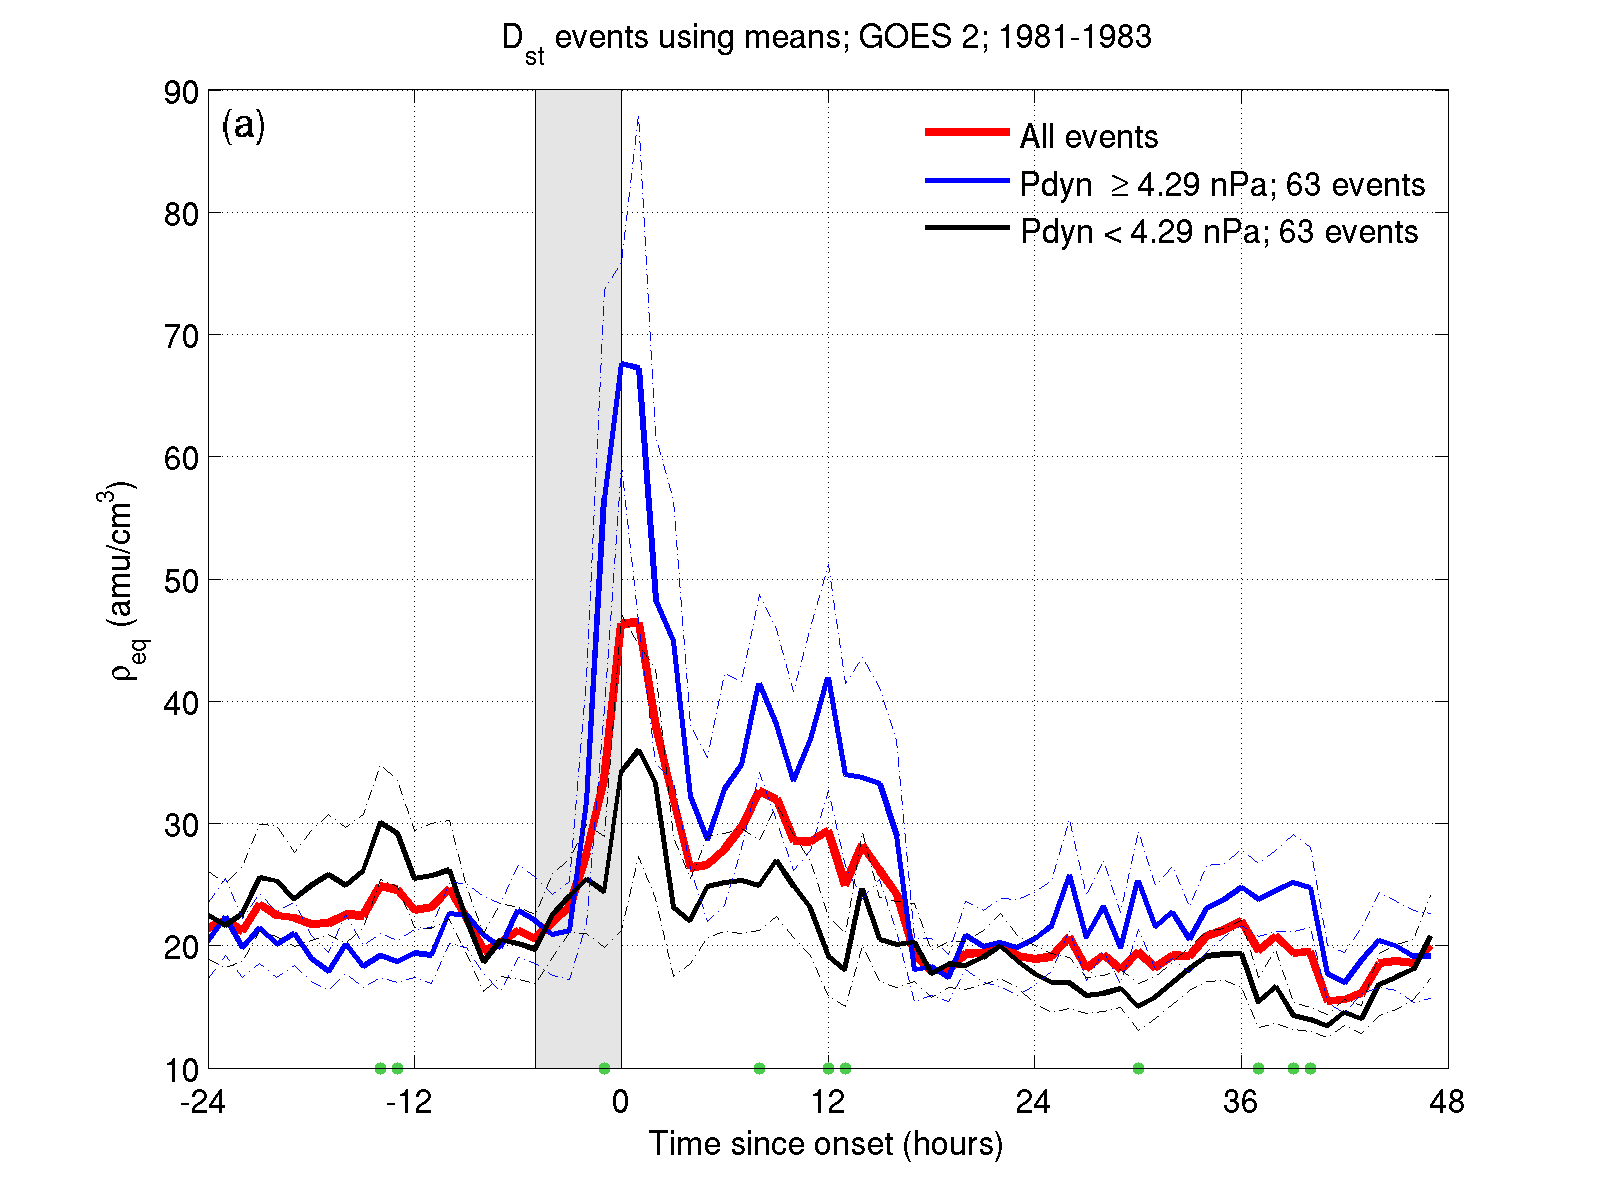 D_st events using means; GOES 2; 1981-1983
(a)
All events
Pdyn ≥ 4.29 nPa; 63 events
Pdyn < 4.29 nPa; 63 events
90
80
70
60
50
40
30
20
10
ρ_eq (amu/cm³)
-24 -12 0 12 24 36 48
Time since onset (hours)